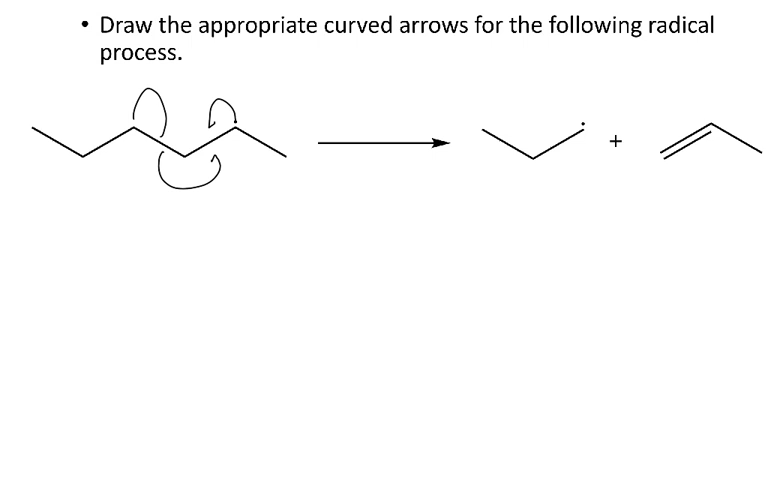 • Draw the appropriate curved arrows for the following radical
process.
+